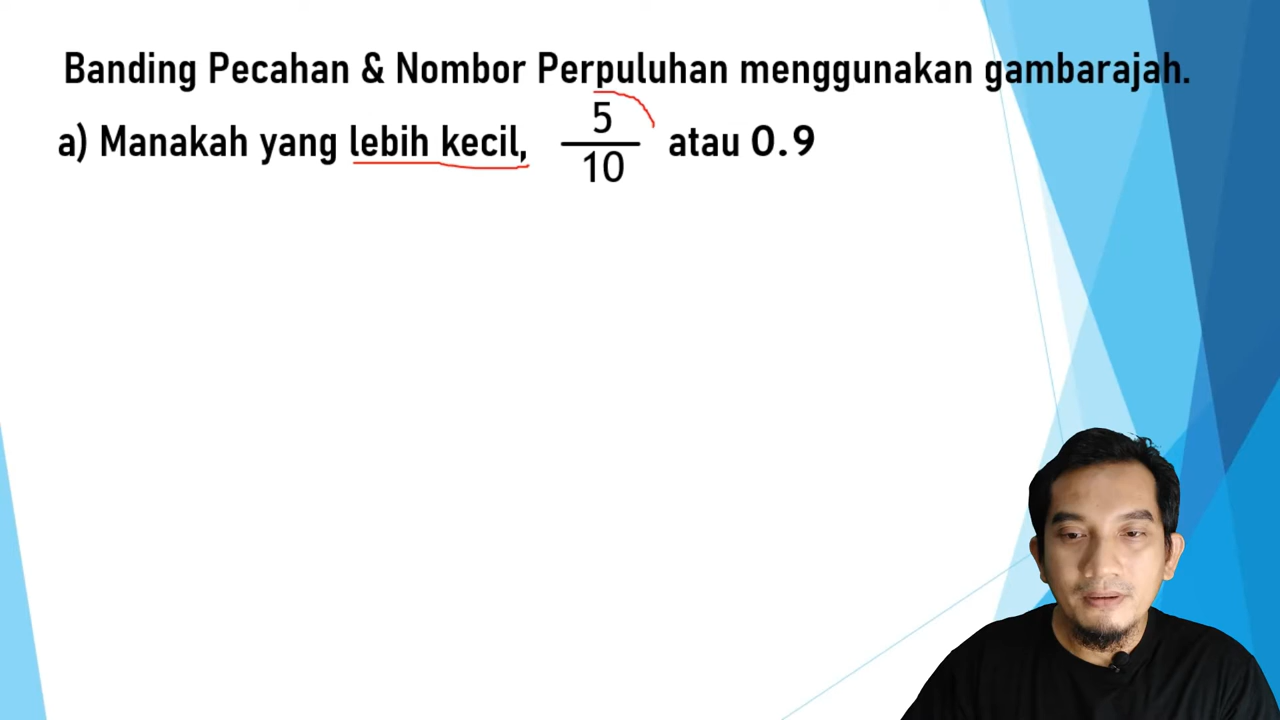 Banding Pecahan & Nombor Perpuluhan menggunakan gambarajah.
a) Manakah yang lebih kecil, 5/10 atau 0.9